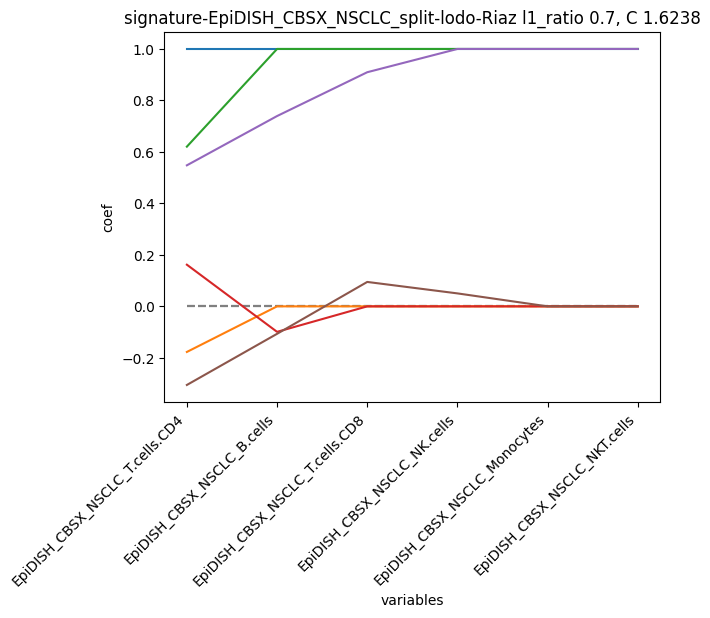 signature-EpiDISH_CBSX_NSCLC_split-lodo-Riaz l1_ratio 0.7, C 1.6238
1.0
0.8
0.6
0.4
0.2
0.0
−0.2
coef
EpiDISH_CBSX_NSCLC_T.cells.CD4
EpiDISH_CBSX_NSCLC_B.cells
EpiDISH_CBSX_NSCLC_T.cells.CD8
EpiDISH_CBSX_NSCLC_NK.cells
EpiDISH_CBSX_NSCLC_Monocytes
EpiDISH_CBSX_NSCLC_NKT.cells
variables